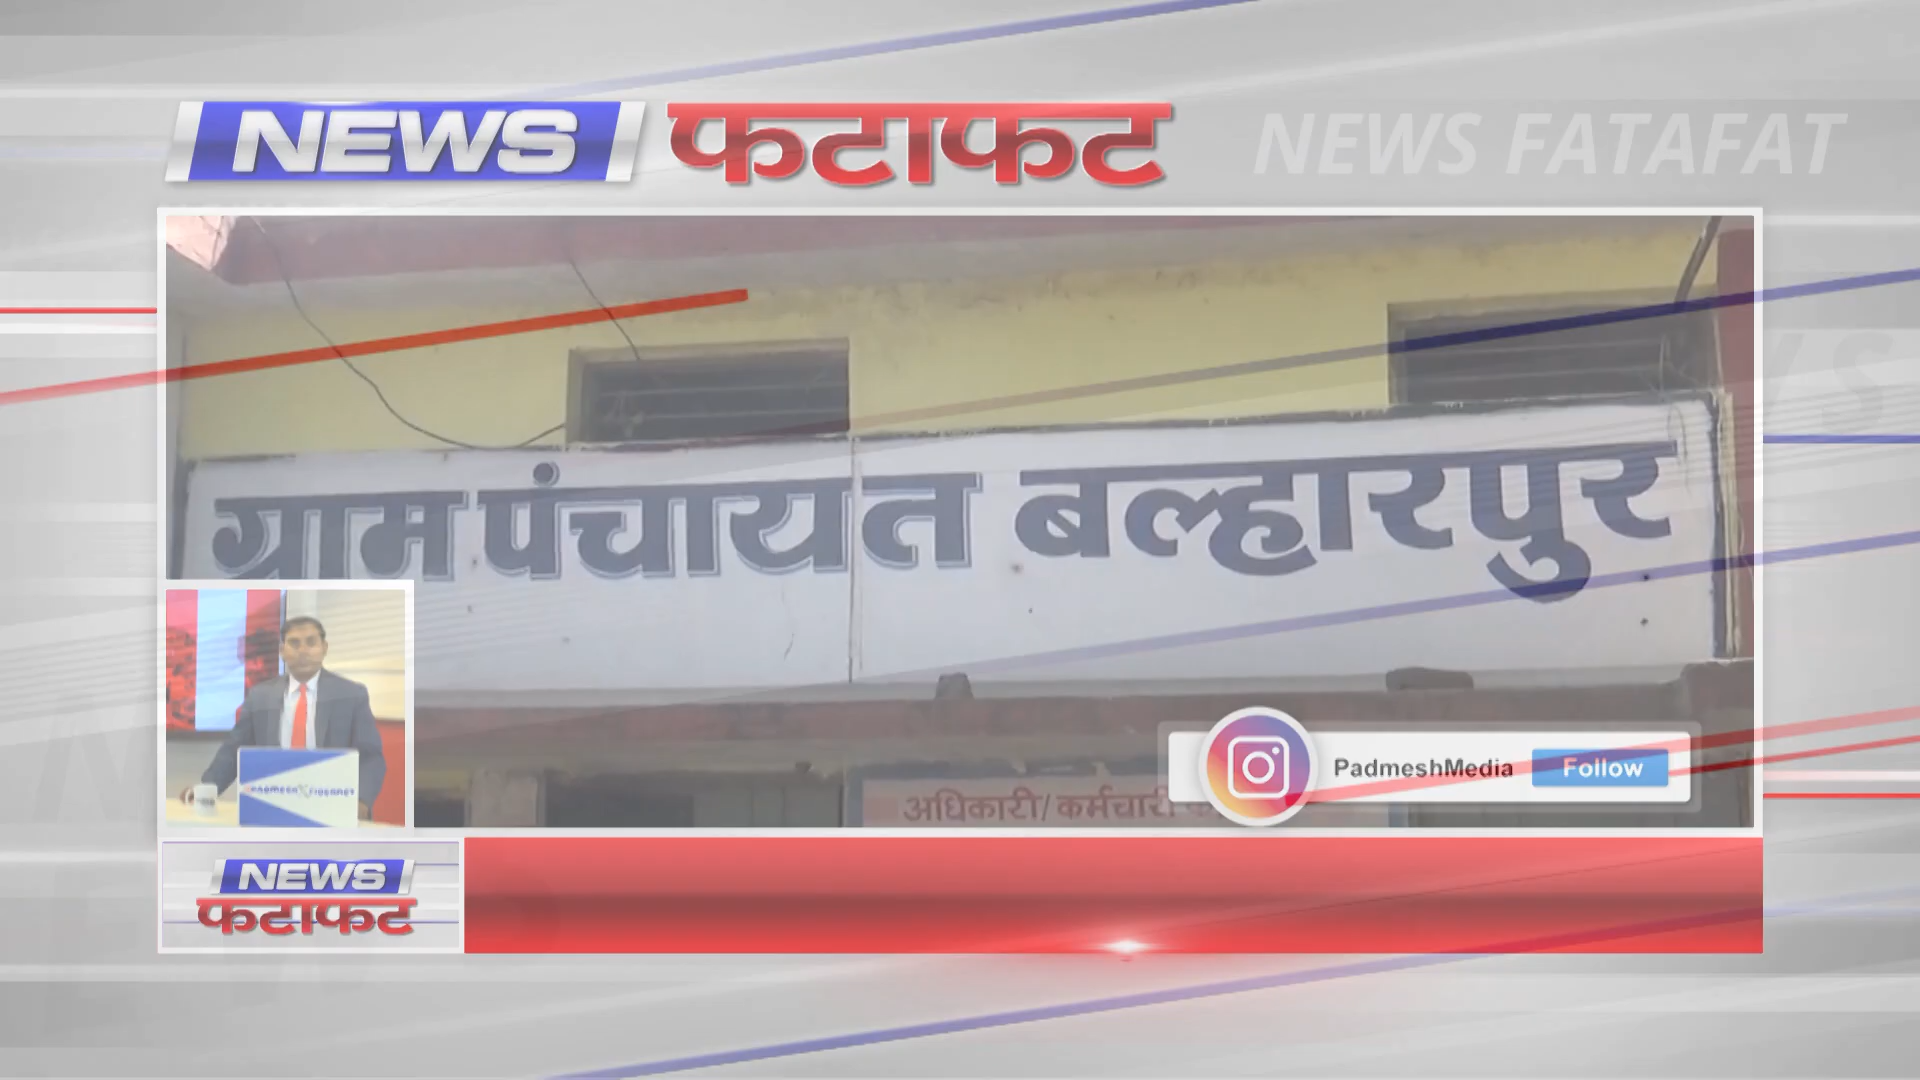 NEWS फटाफट
NEWS FATAFAT
ग्राम पंचायत बल्हारपुर
PadmeshMedia
Follow
अधिकारी/कर्मचारी
NEWS
फटाफट